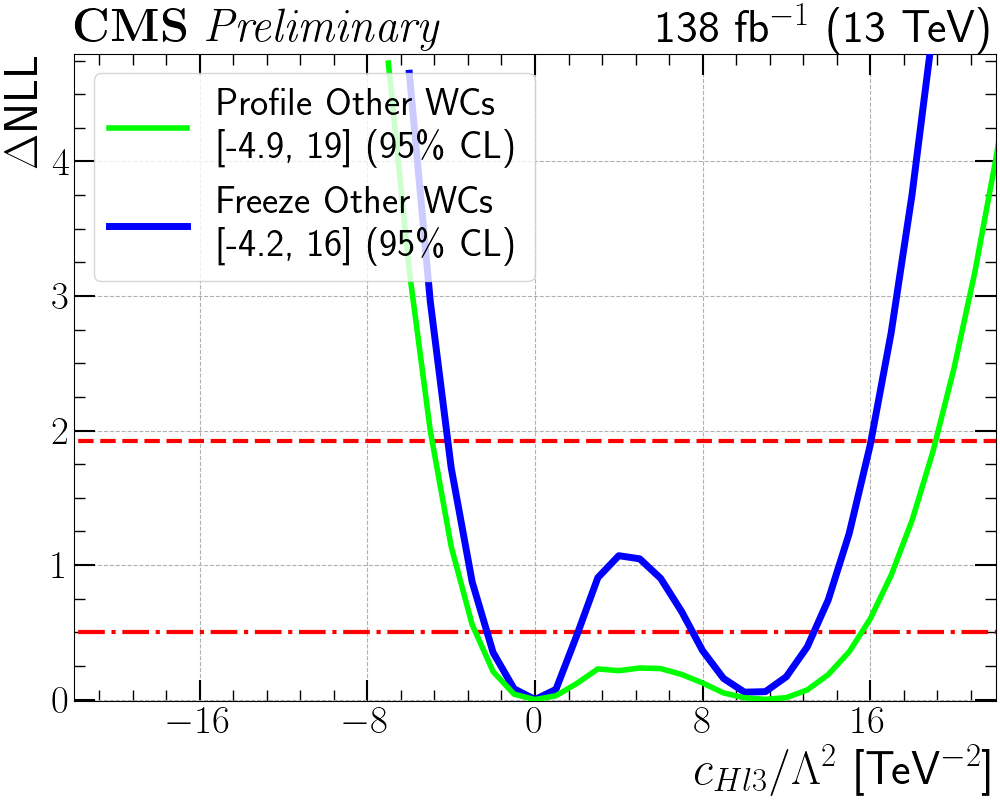 CMS Preliminary
138 fb⁻¹ (13 TeV)
ΔNLL
Profile Other WCs
[-4.9, 19] (95% CL)
Freeze Other WCs
[-4.2, 16] (95% CL)
4
3
2
1
0
−16
−8
0
8
16
c_{Hl3}/Λ² [TeV⁻²]